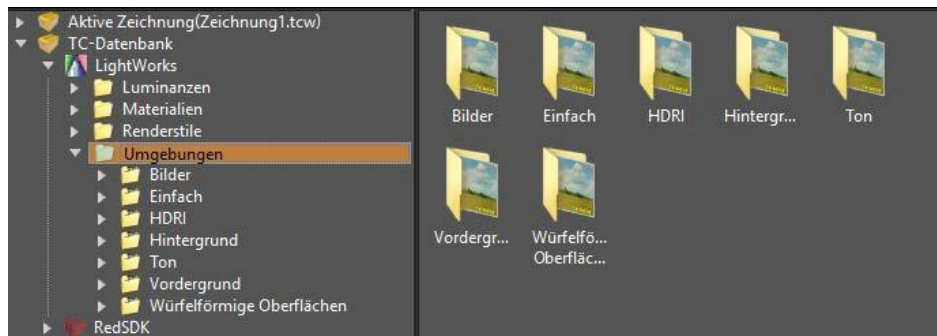 Aktive Zeichnung(Zeichnung1.tcw)
TC-Datenbank
LightWorks
Luminanzen
Materialien
Renderstile
Umgebungen
Bilder
Einfach
HDRI
Hintergrund
Ton
Vordergrund
Würfelförmige Oberflächen
RedSDK
Bilder Einfach HDRI Hintergr... Ton
Vordergr... Würfelfö...
Oberfläc...